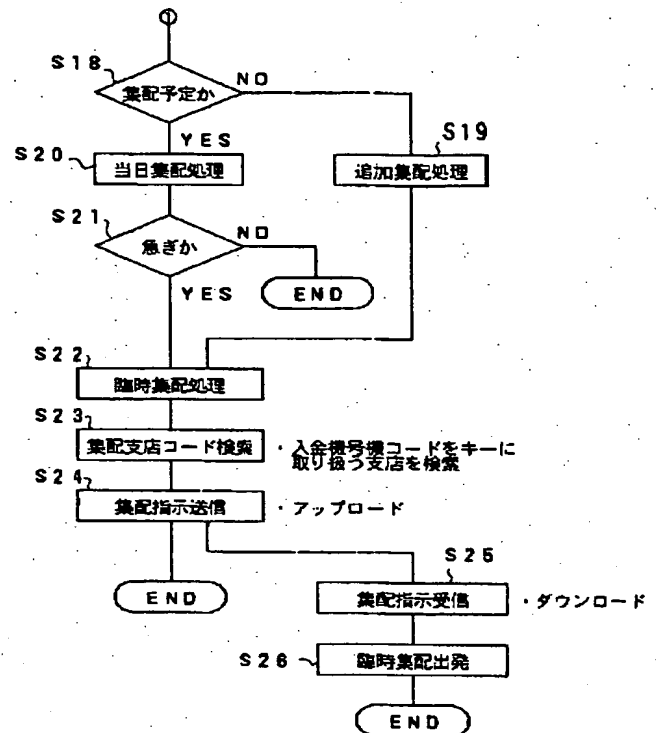 ①
S18
集配予定か
NO
YES
S19
S20
当日集配処理
追加集配処理
S21
急ぎか
NO
YES
END
S22
臨時集配処理
S23
集配支店コード検索
・入金機号機コードをキーに
取り扱う支店を検索
S24
集配指示送信
・アップロード
END
S25
集配指示受信
・ダウンロード
S26
臨時集配出発
END